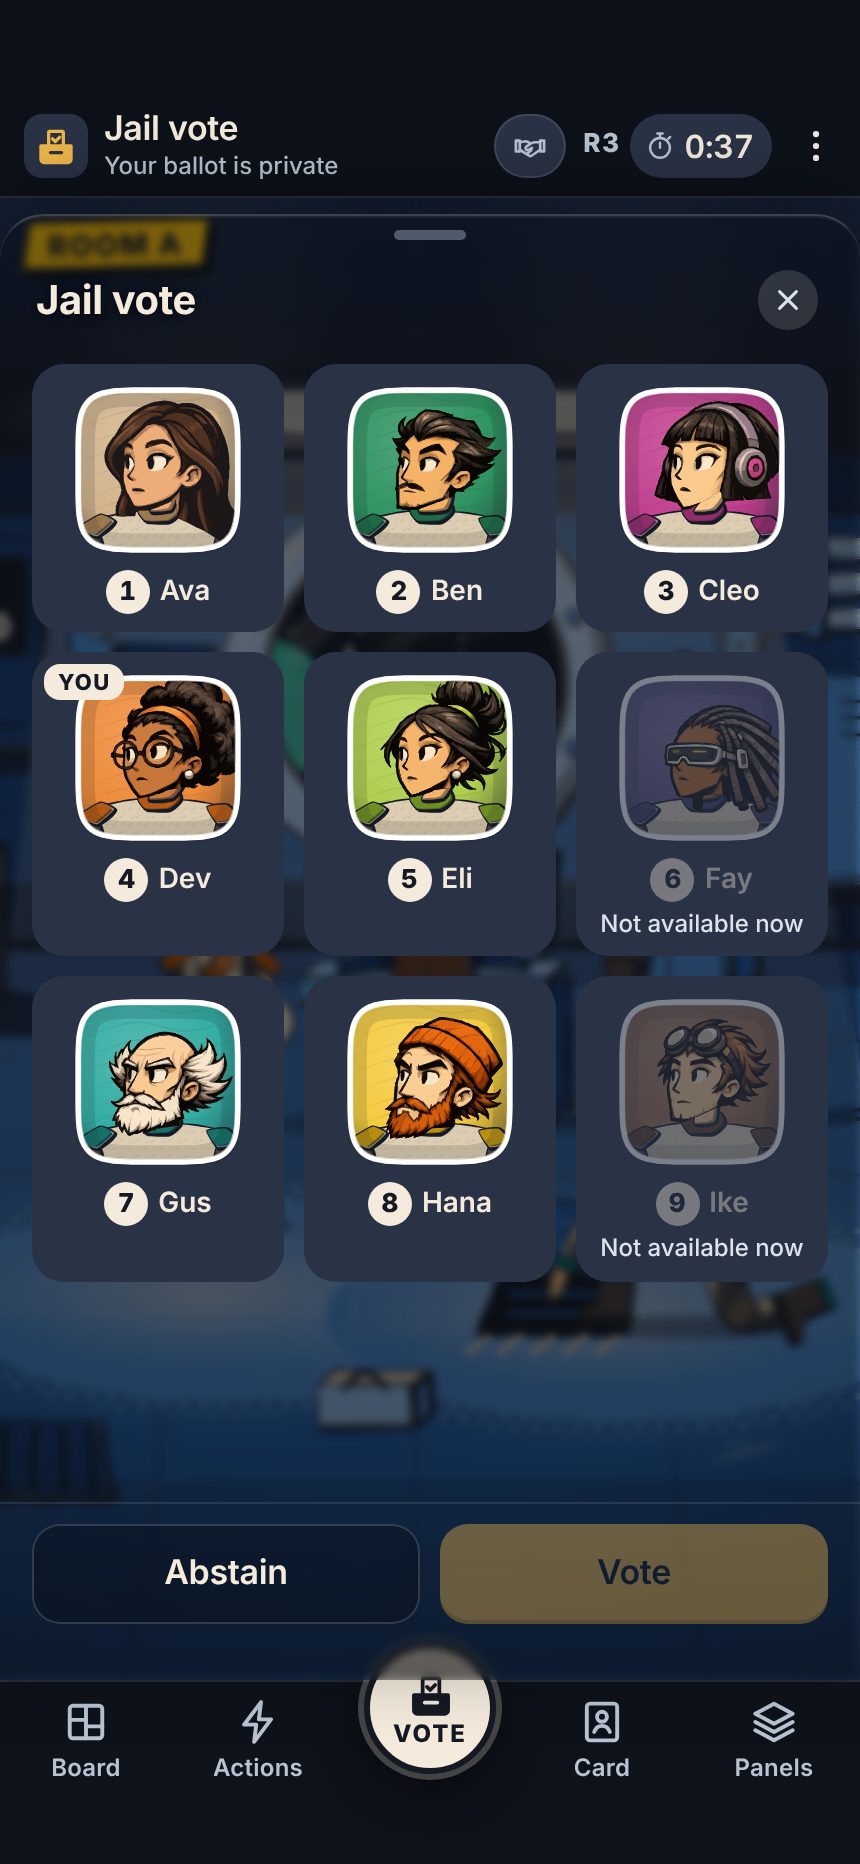 Jail vote
Your ballot is private
R3
0:37
ROOM A
Jail vote
1 Ava
2 Ben
3 Cleo
YOU
4 Dev
5 Eli
6 Fay
Not available now
7 Gus
8 Hana
9 Ike
Not available now
Abstain
Vote
VOTE
Board
Actions
Card
Panels